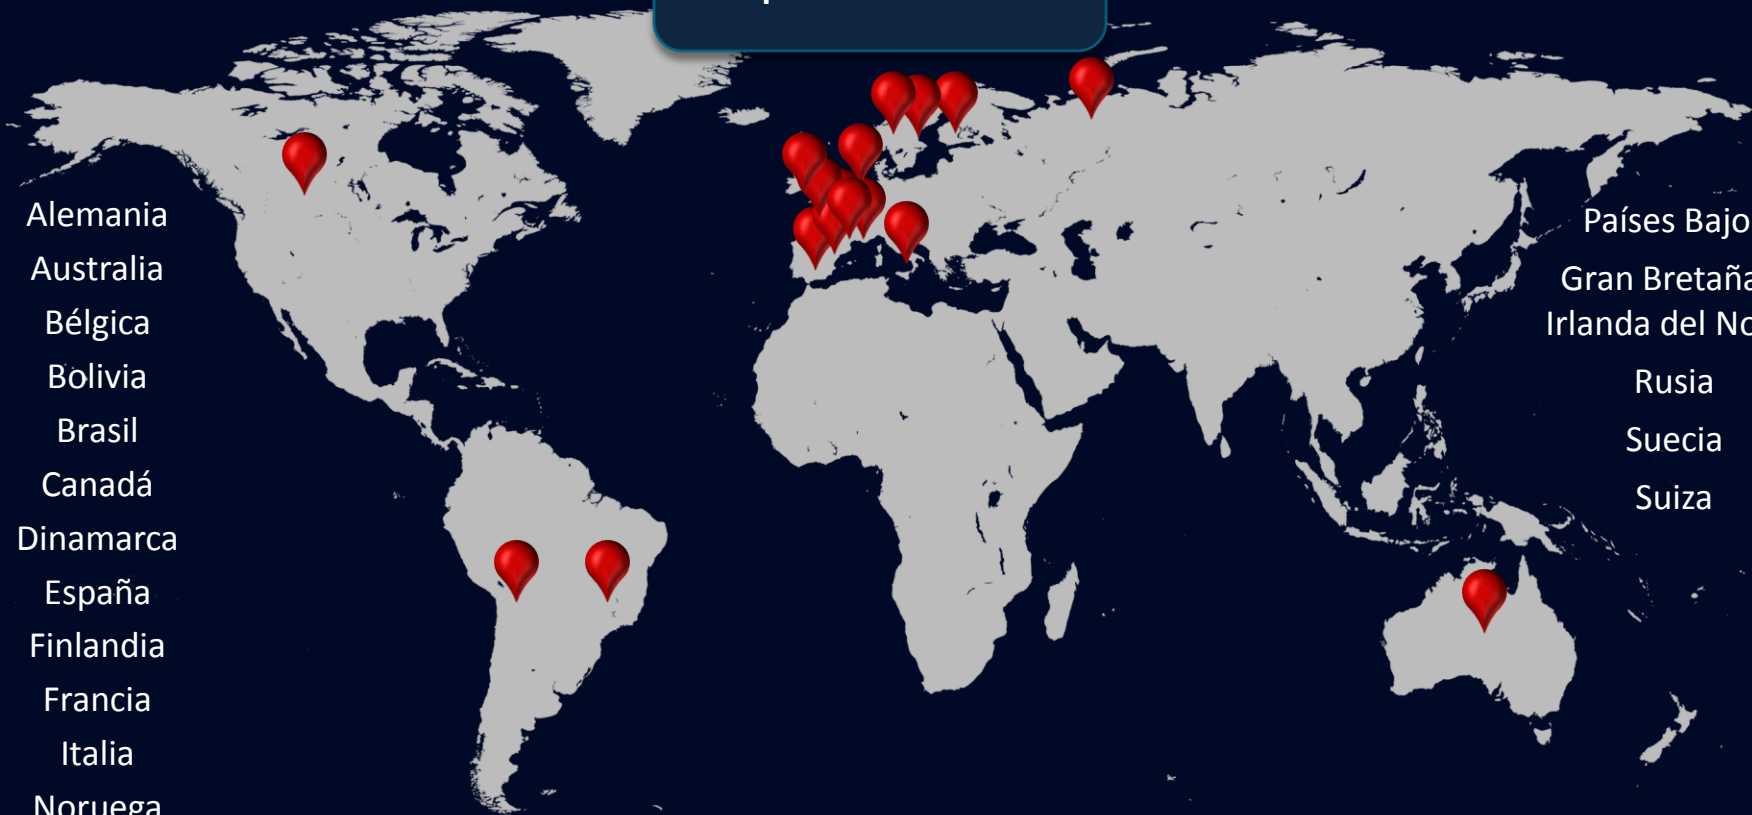 Alemania
Australia
Bélgica
Bolivia
Brasil
Canadá
Dinamarca
España
Finlandia
Francia
Italia
Noruega
Países Bajo
Gran Bretaña
Irlanda del No
Rusia
Suecia
Suiza